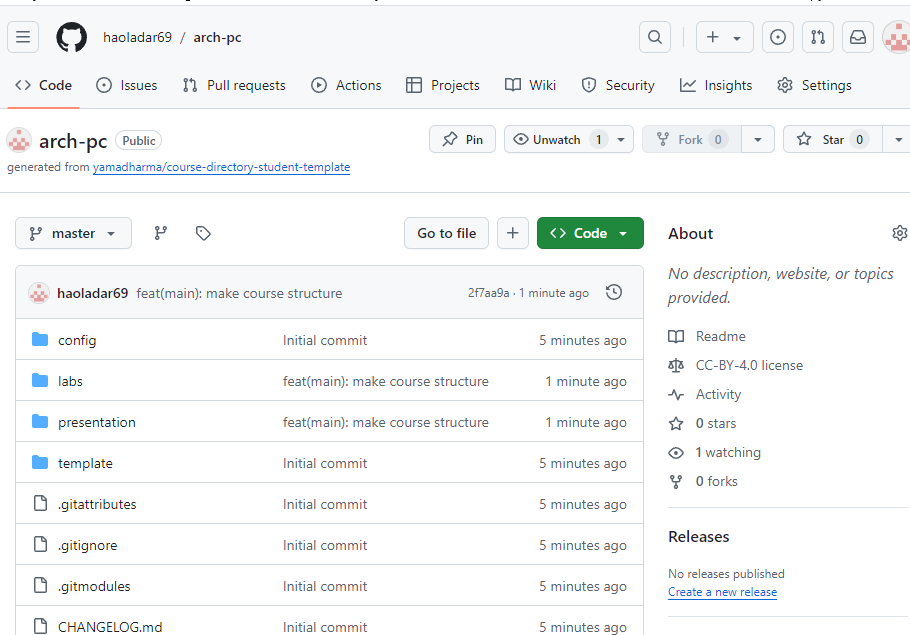 haoladar69 / arch-pc
Code Issues Pull requests Actions Projects Wiki Security Insights Settings
arch-pc Public Pin Unwatch 1 Fork 0 Star 0
generated from yamadharma/course-directory-student-template
master Go to file Code
haoladar69 feat(main): make course structure 2f7aa9a · 1 minute ago
config Initial commit 5 minutes ago
labs feat(main): make course structure 1 minute ago
presentation feat(main): make course structure 1 minute ago
template Initial commit 5 minutes ago
.gitattributes Initial commit 5 minutes ago
.gitignore Initial commit 5 minutes ago
.gitmodules Initial commit 5 minutes ago
CHANGELOG.md Initial commit 5 minutes ago
About
No description, website, or topics
provided.
Readme
CC-BY-4.0 license
Activity
0 stars
1 watching
0 forks
Releases
No releases published
Create a new release